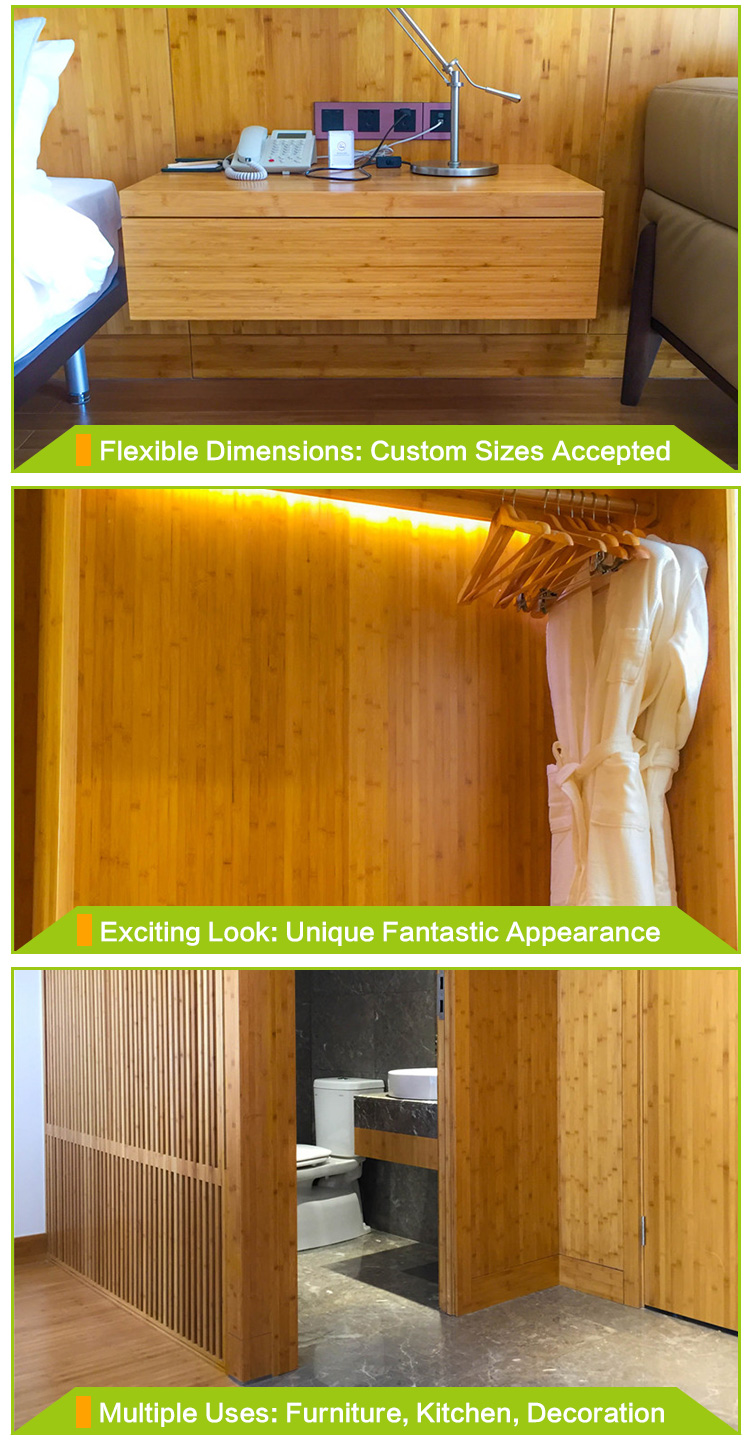 Flexible Dimensions: Custom Sizes Accepted
Exciting Look: Unique Fantastic Appearance
Multiple Uses: Furniture, Kitchen, Decoration